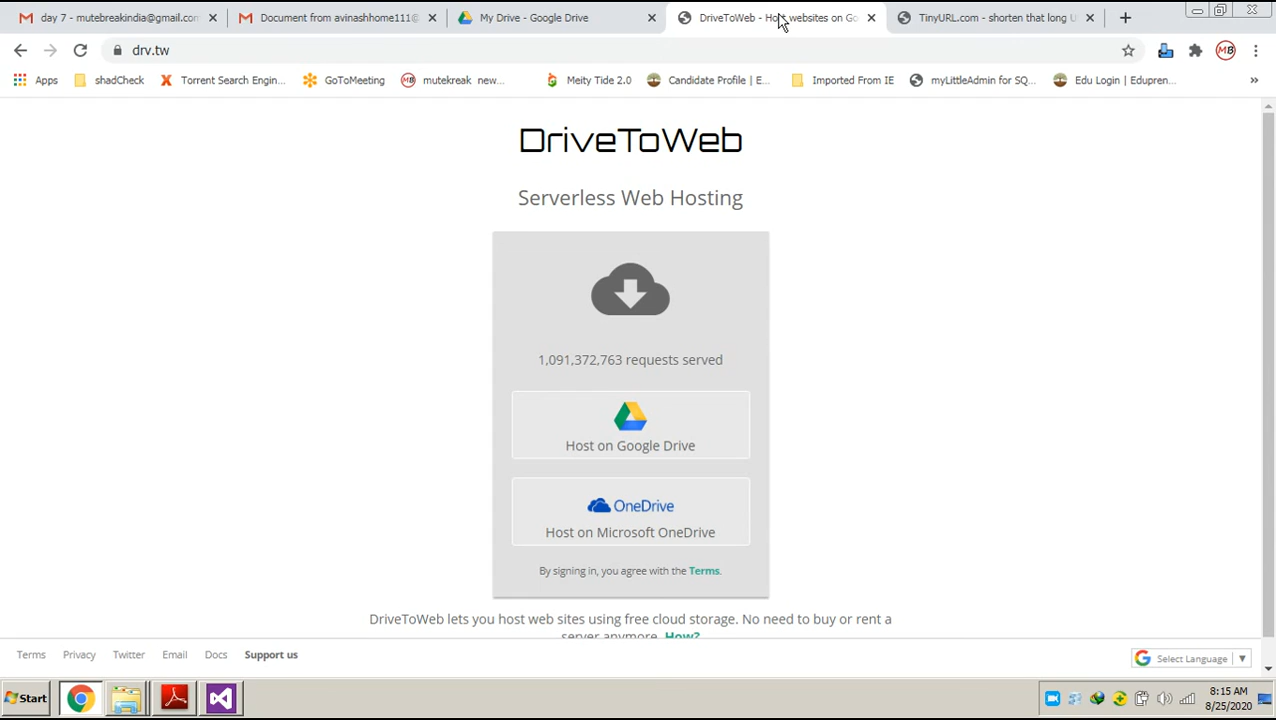 day 7 - mutebreakindia@gmail.com
Document from avinashhome111@
My Drive - Google Drive
DriveToWeb - Host websites on Go
TinyURL.com - shorten that long U
drv.tw
MB
Apps
shadCheck
Torrent Search Engin...
GoToMeeting
MB
mutekreak new...
Meity Tide 2.0
Candidate Profile | E...
Imported From IE
myLittleAdmin for SQ...
Edu Login | Edupren...
»
DriveToWeb
Serverless Web Hosting
1,091,372,763 requests served
Host on Google Drive
OneDrive
Host on Microsoft OneDrive
By signing in, you agree with the Terms.
DriveToWeb lets you host web sites using free cloud storage. No need to buy or rent a
server anymore. How?
Terms
Privacy
Twitter
Email
Docs
Support us
Select Language
Start
8:15 AM
8/25/2020